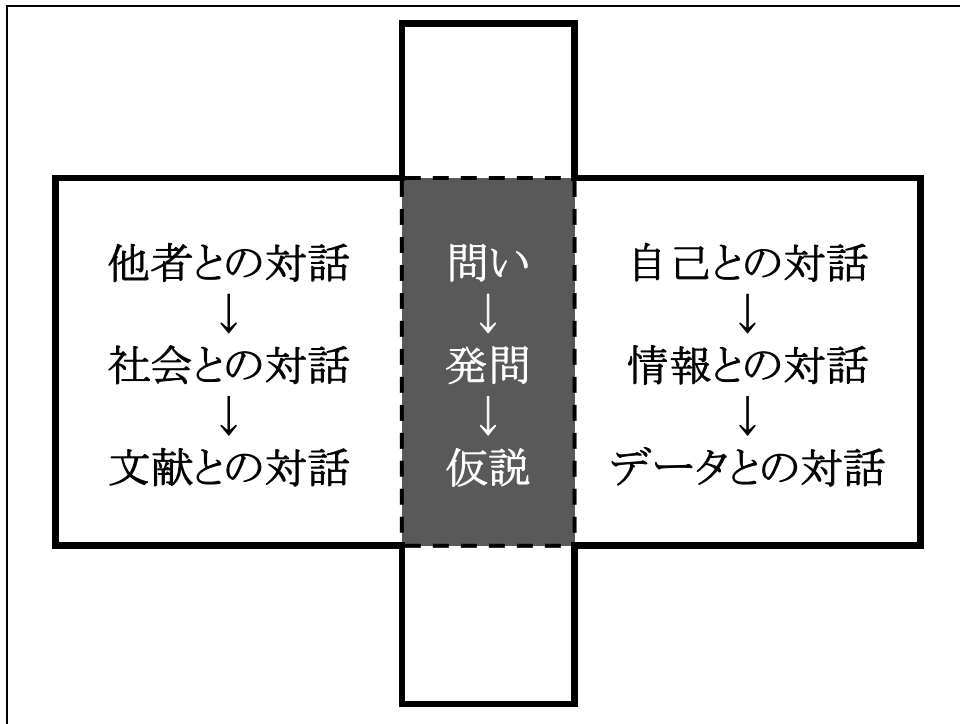 他者との対話
↓
社会との対話
↓
文献との対話
問い
↓
発問
↓
仮説
自己との対話
↓
情報との対話
↓
データとの対話